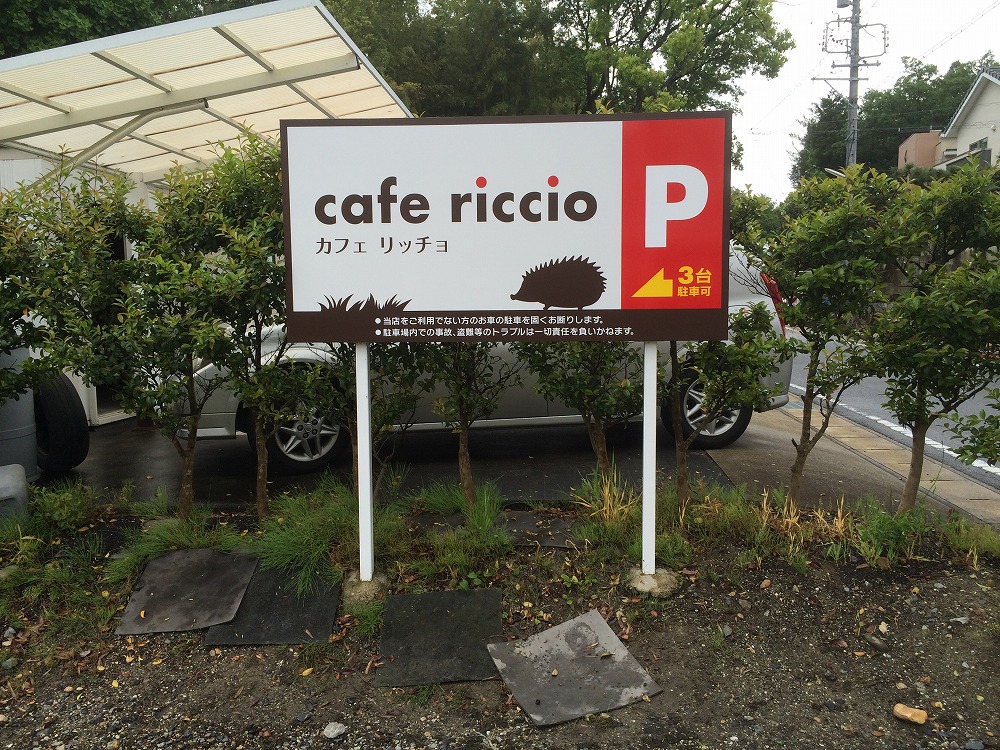 cafe riccio
カフェ リッチョ
P
3台
駐車可
●当店をご利用でない方のお車の駐車を固くお断りします。
●駐車場内での事故、盗難等のトラブルは一切責任を負いかねます。